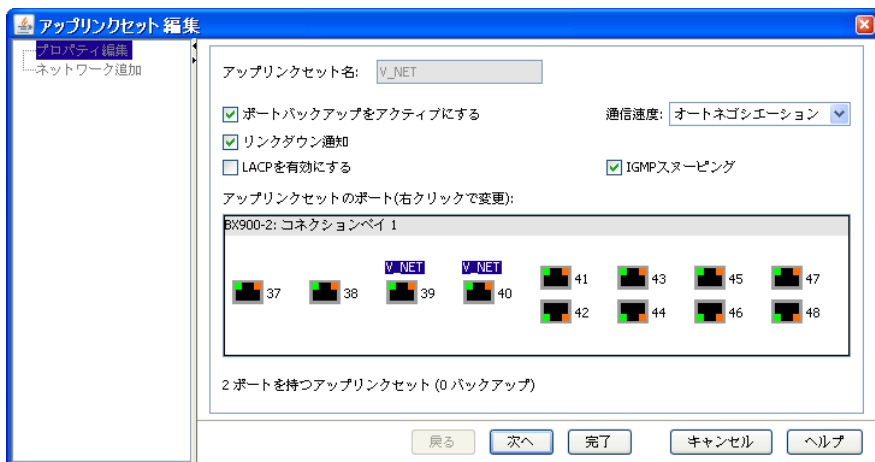 アップリンクセット 編集
プロパティ編集
ネットワーク追加
アップリンクセット名: V_NET
ポートバックアップをアクティブにする
通信速度: オートネゴシエーション
リンクダウン通知
LACPを有効にする
IGMPスヌーピング
アップリンクセットのポート(右クリックで変更):
BX900-2: コネクションベイ 1
V_NET V_NET
37 38 39 40 41 43 45 47
42 44 46 48
2 ポートを持つアップリンクセット (0 バックアップ)
戻る 次へ 完了 キャンセル ヘルプ